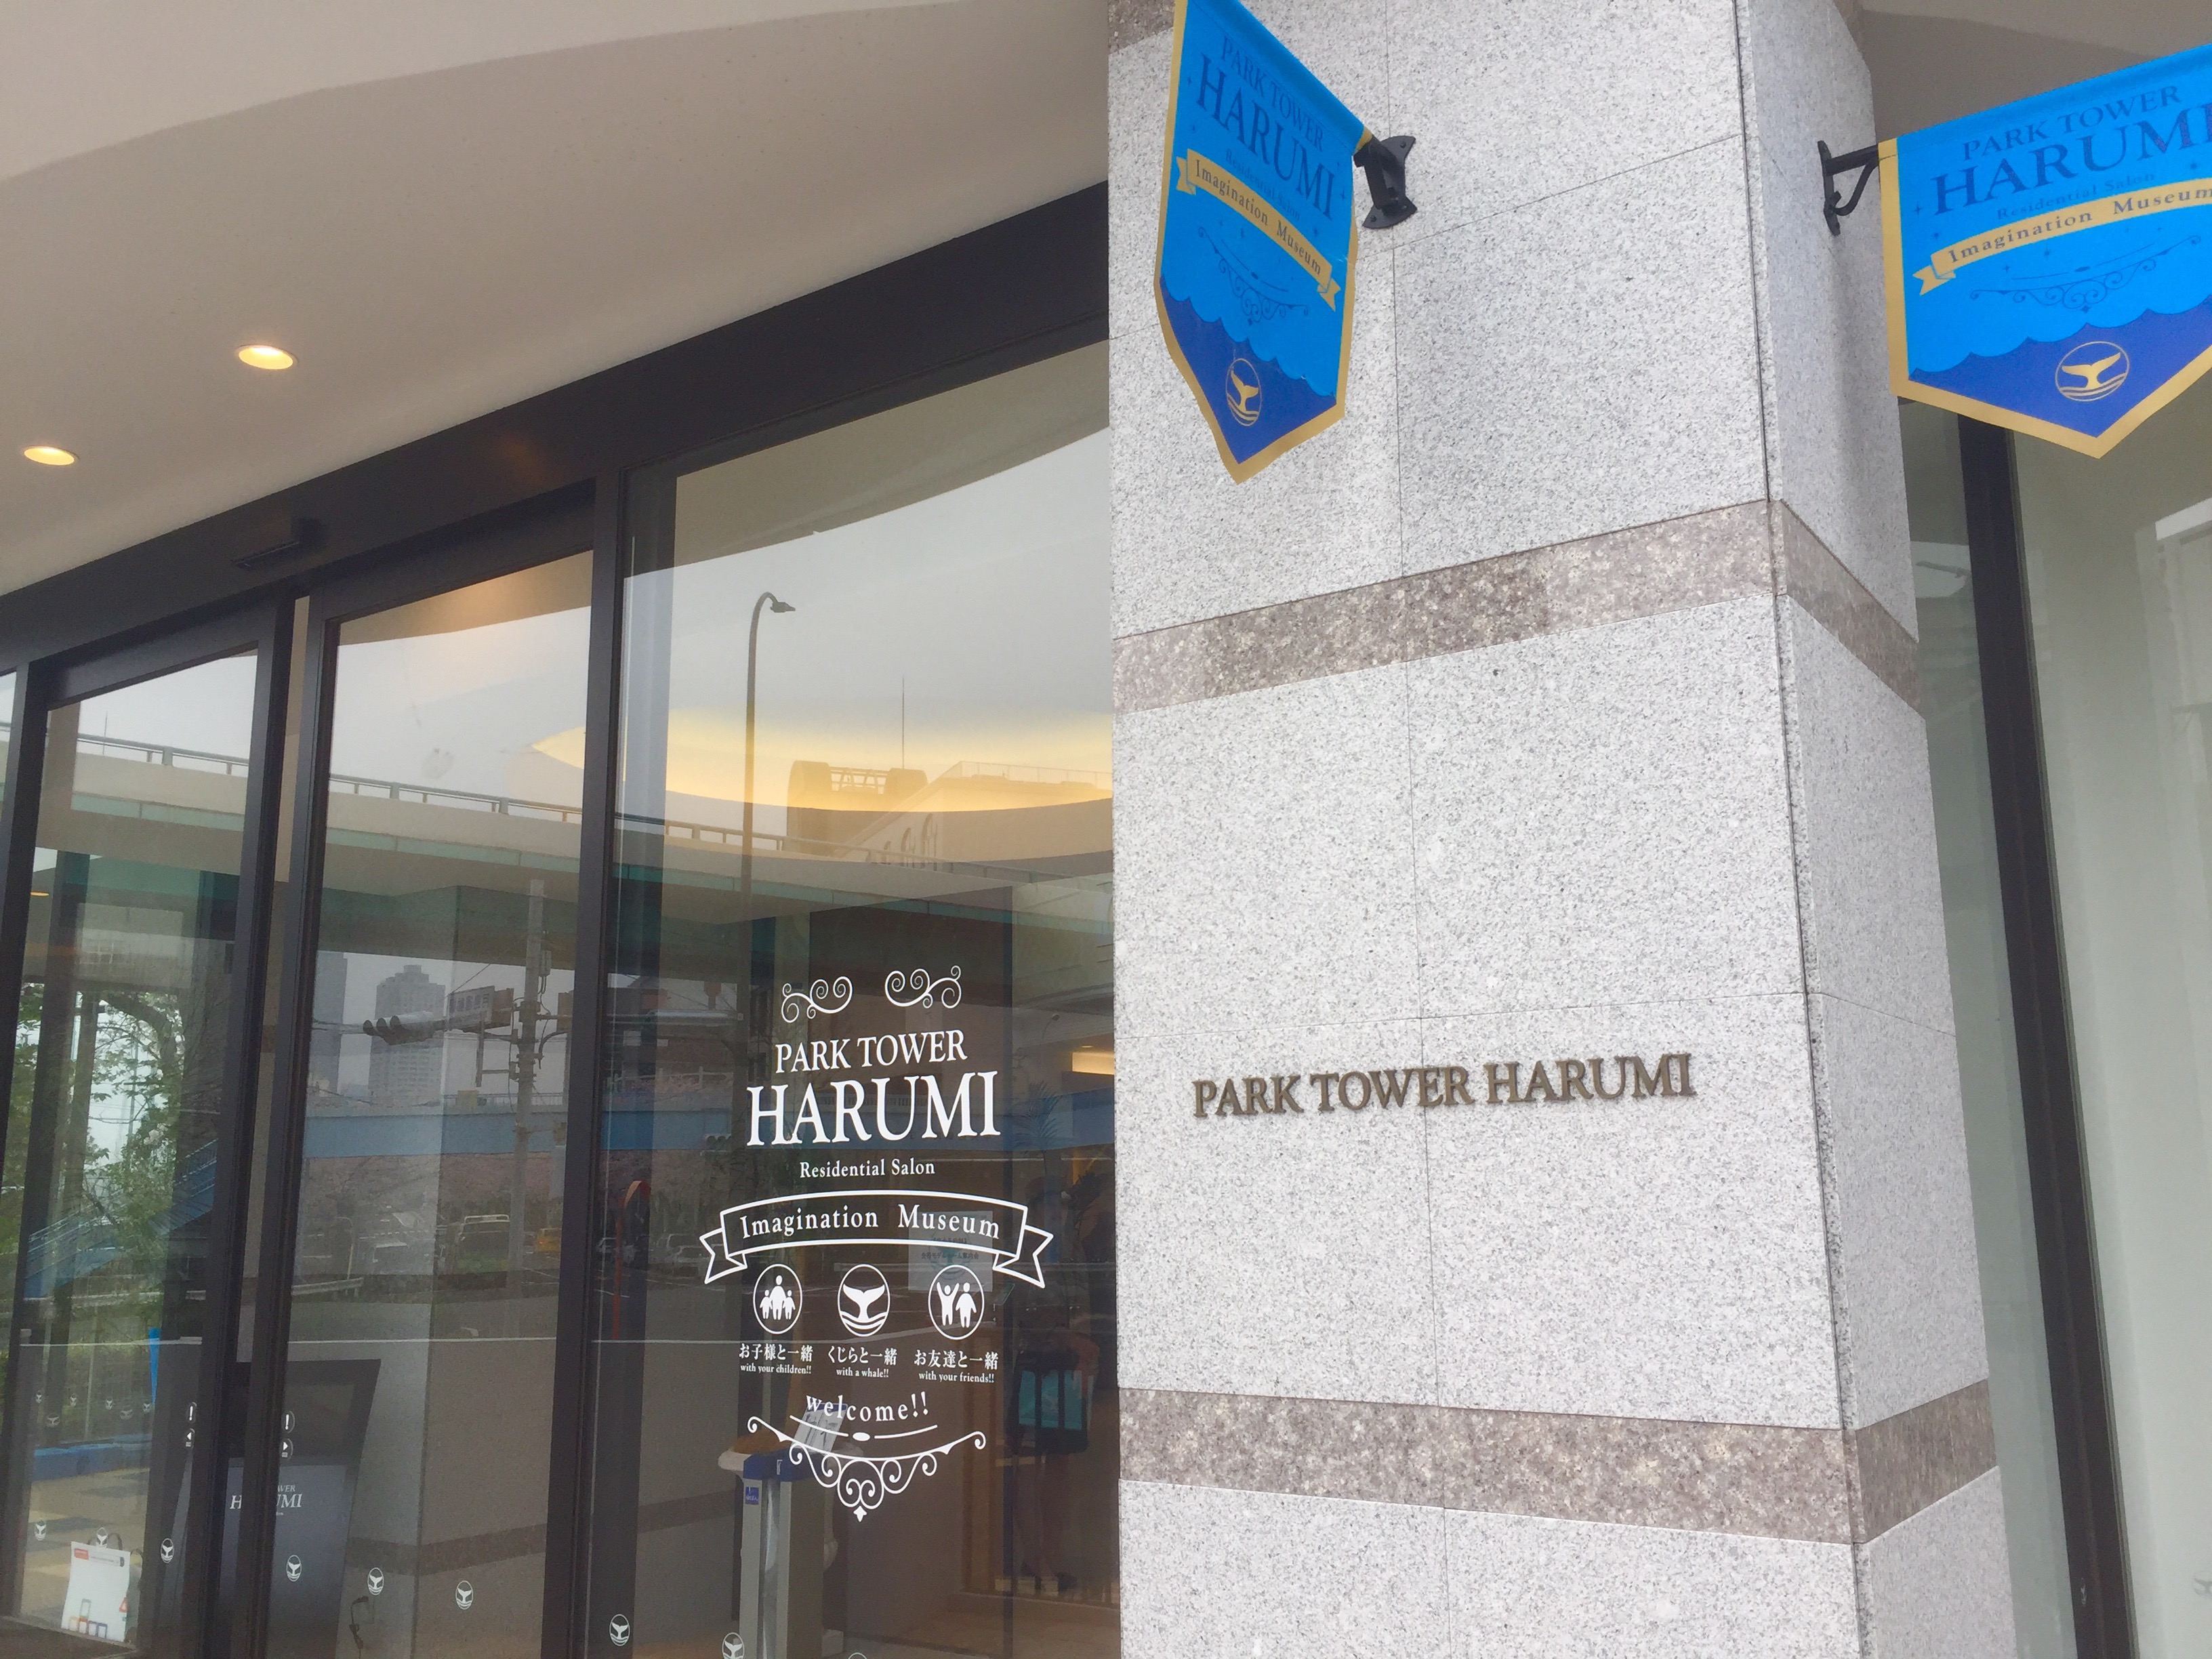 PARK TOWER
HARUMI
Residential Salon
Imagination Museum
PARK TOWER
HARUMI
Residential Salon
Imagination Museum
PARK TOWER
HARUMI
Residential Salon
Imagination Museum
お子様と一緒 くじらと一緒 お友達と一緒
with your children!! with a whale!! with your friends!!
welcome!!
PARK TOWER HARUMI
HARUMI